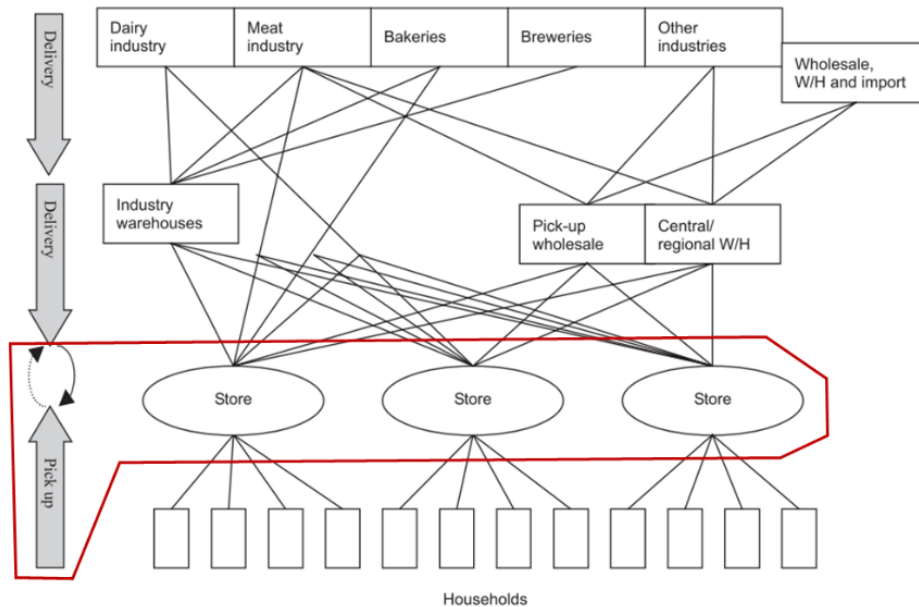 Delivery
Dairy
industry
Meat
industry
Bakeries
Breweries
Other
industries
Wholesale,
W/H and import
Delivery
Industry
warehouses
Pick-up
wholesale
Central/
regional W/H
Store
Store
Store
Pick up
Households